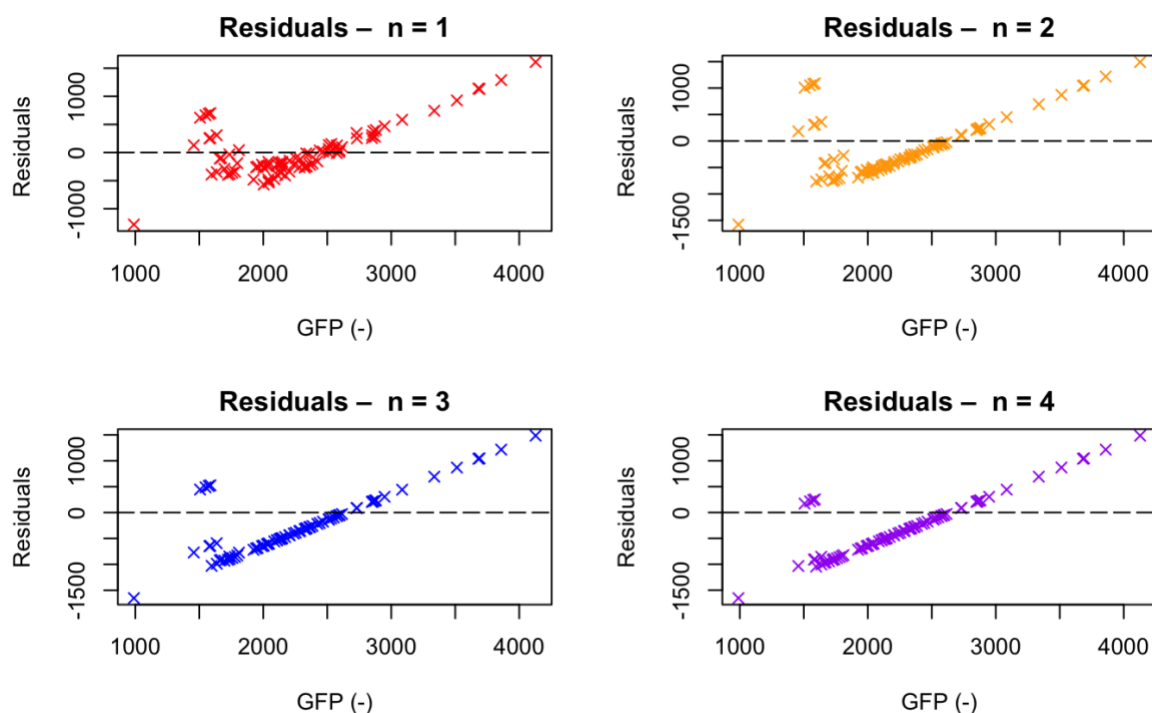 Residuals – n = 1
Residuals
1000
0
-1000
1000 2000 3000 4000
GFP (-)
Residuals – n = 2
Residuals
1000
0
-1500
1000 2000 3000 4000
GFP (-)
Residuals – n = 3
Residuals
1000
0
-1500
1000 2000 3000 4000
GFP (-)
Residuals – n = 4
Residuals
1000
0
-1500
1000 2000 3000 4000
GFP (-)